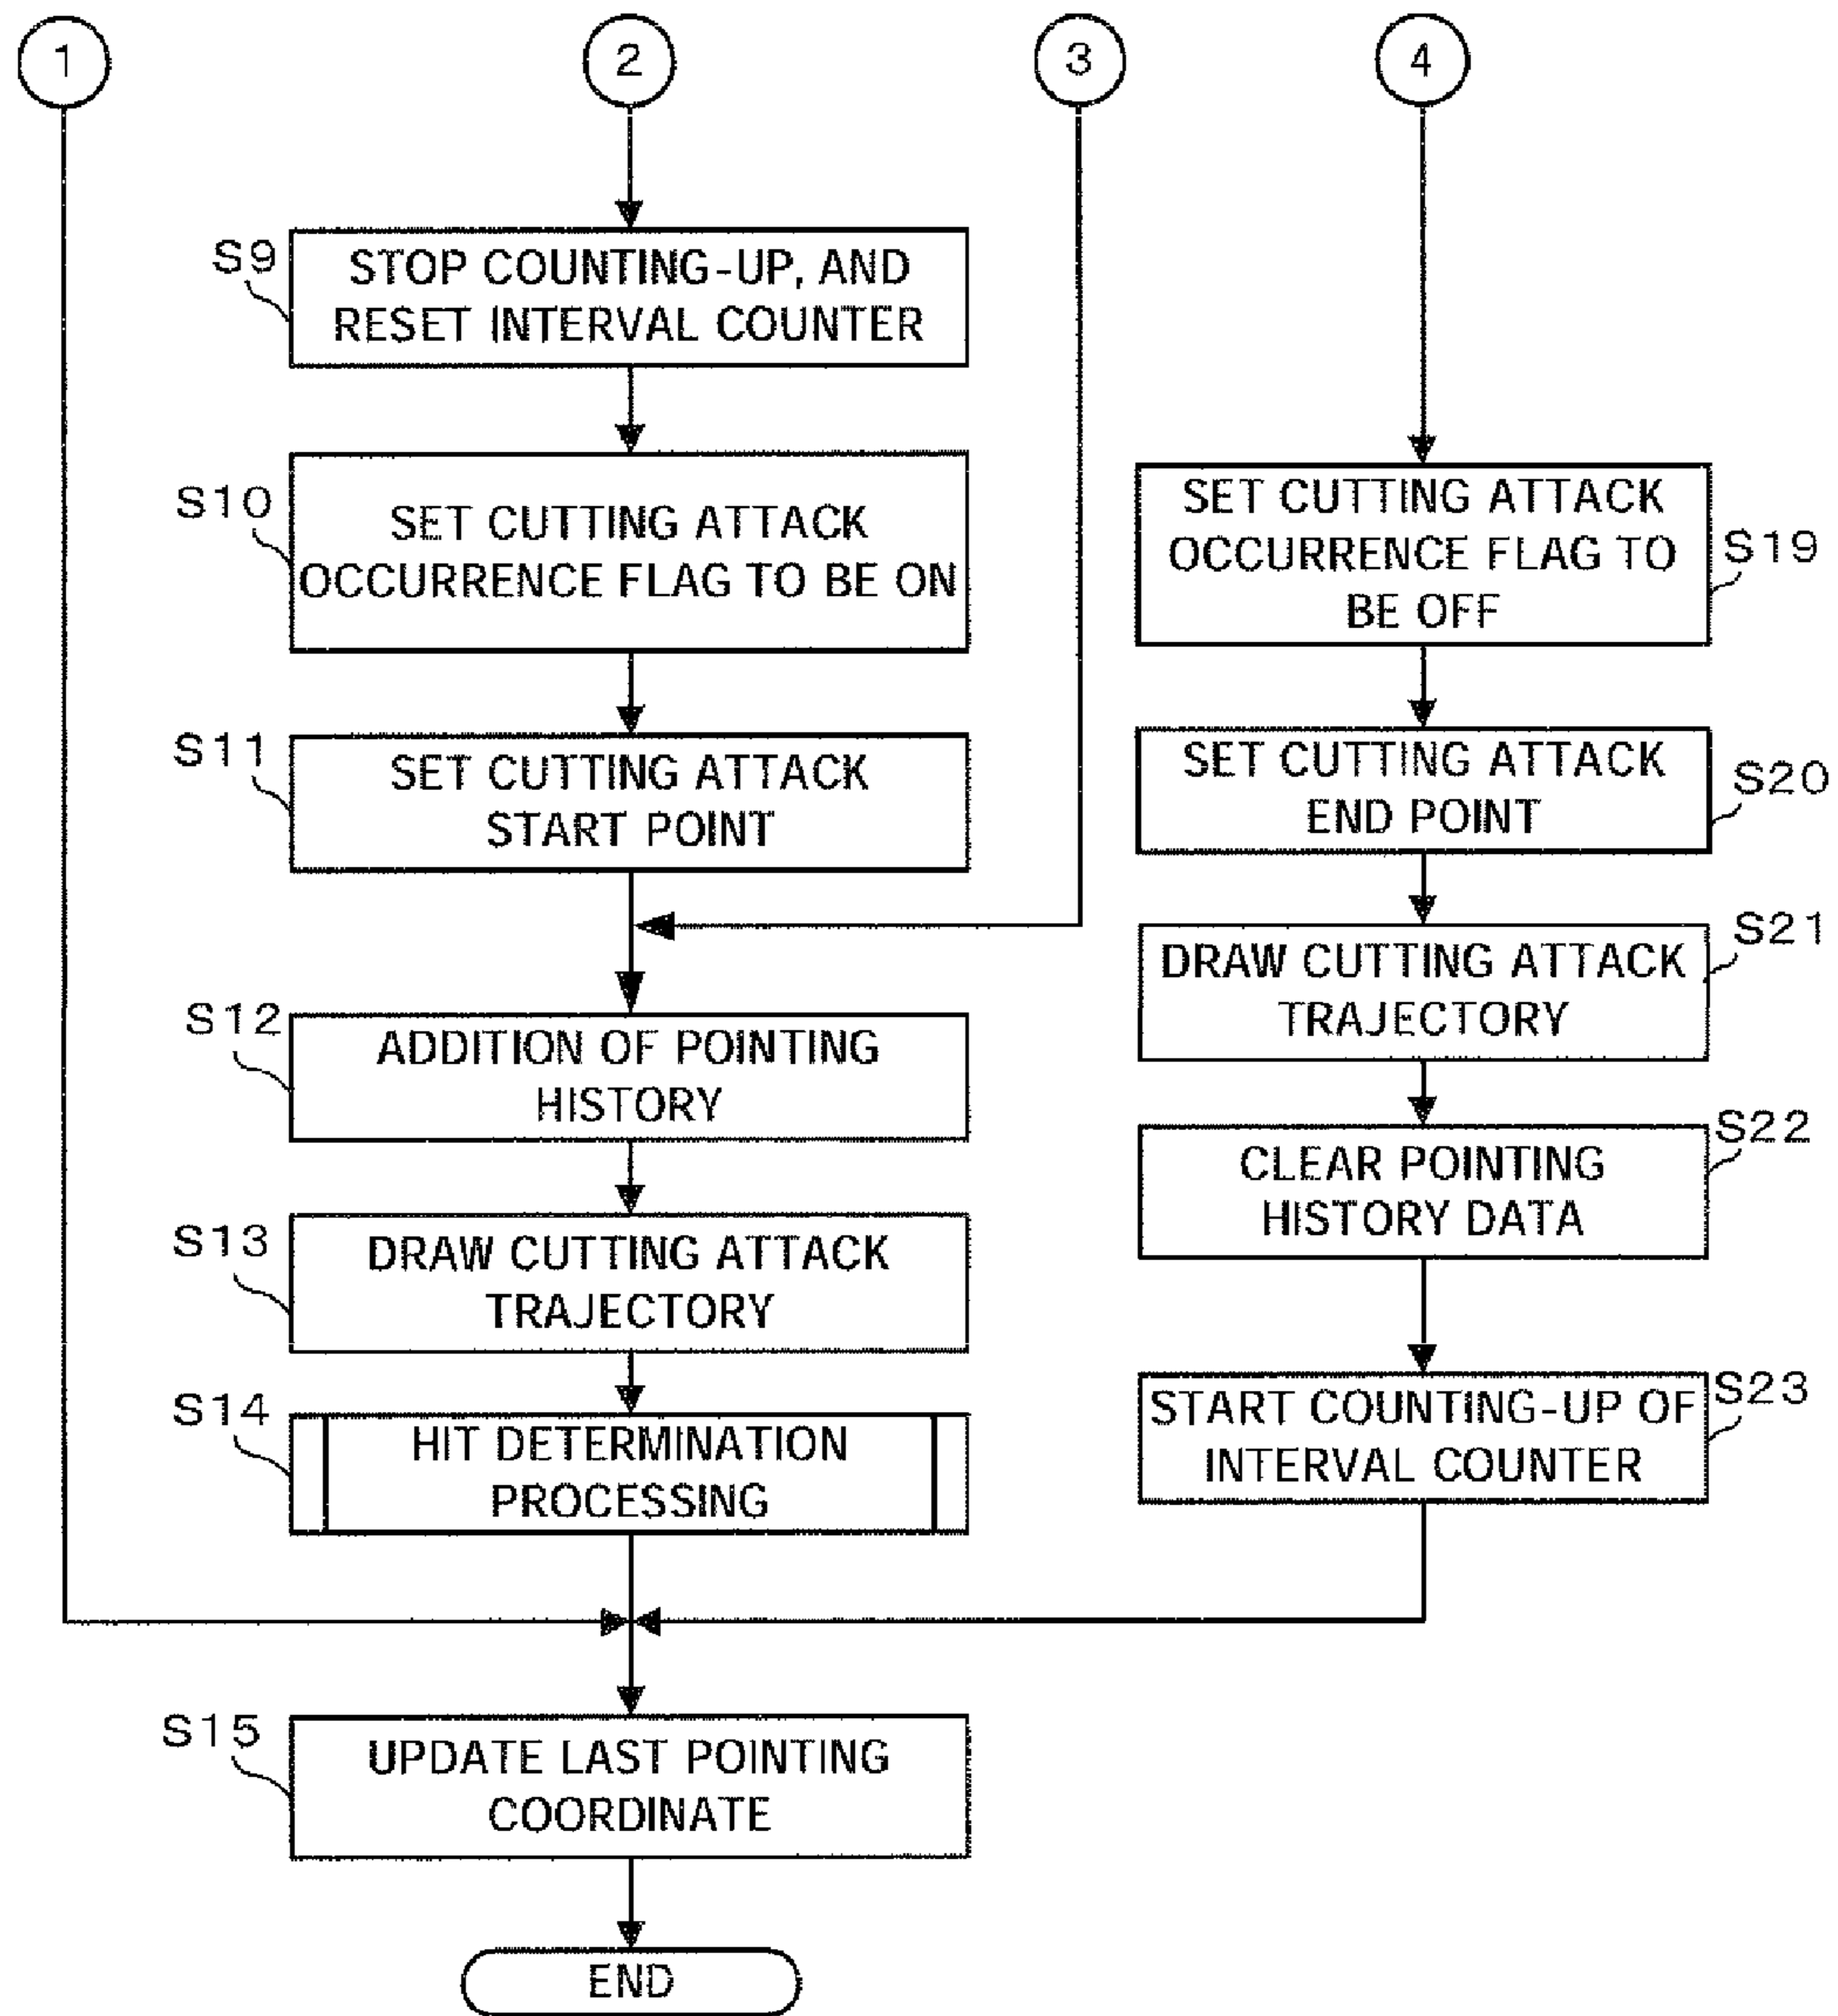 1
2
3
4
S9
STOP COUNTING-UP, AND
RESET INTERVAL COUNTER
S10
SET CUTTING ATTACK
OCCURRENCE FLAG TO BE ON
S11
SET CUTTING ATTACK
START POINT
S12
ADDITION OF POINTING
HISTORY
S13
DRAW CUTTING ATTACK
TRAJECTORY
S14
HIT DETERMINATION
PROCESSING
S15
UPDATE LAST POINTING
COORDINATE
END
SET CUTTING ATTACK
OCCURRENCE FLAG TO
BE OFF
S19
SET CUTTING ATTACK
END POINT
S20
DRAW CUTTING ATTACK
TRAJECTORY
S21
CLEAR POINTING
HISTORY DATA
S22
START COUNTING-UP OF
INTERVAL COUNTER
S23